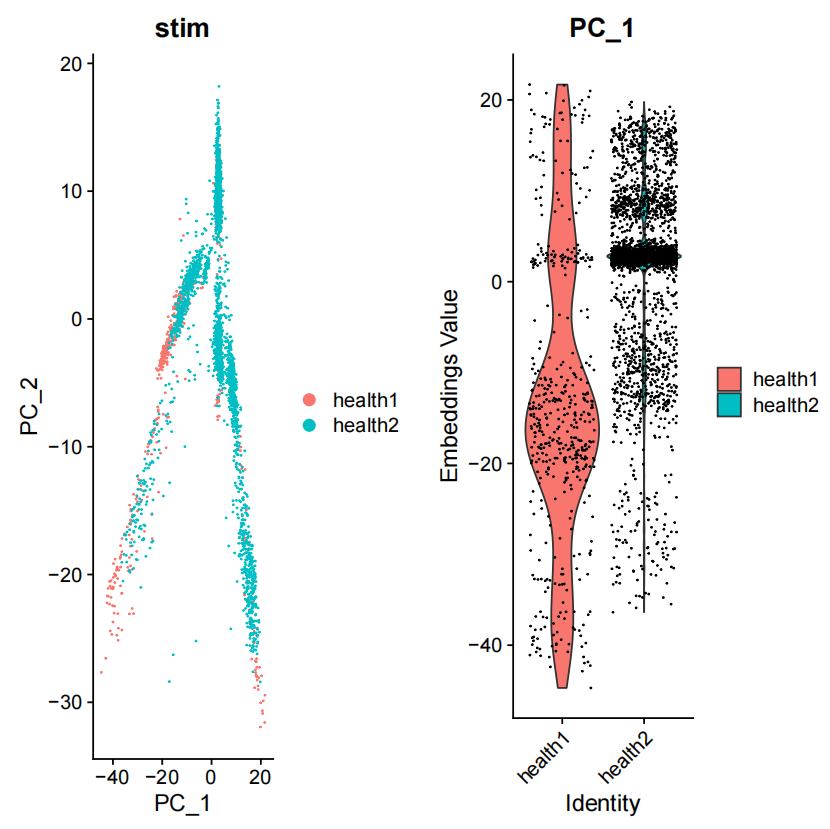 stim
PC_2
20
10
0
−10
−20
−30
−40 −20 0 20
PC_1
health1
health2
PC_1
Embeddings Value
20
0
−20
−40
health1 health2
Identity
health1
health2